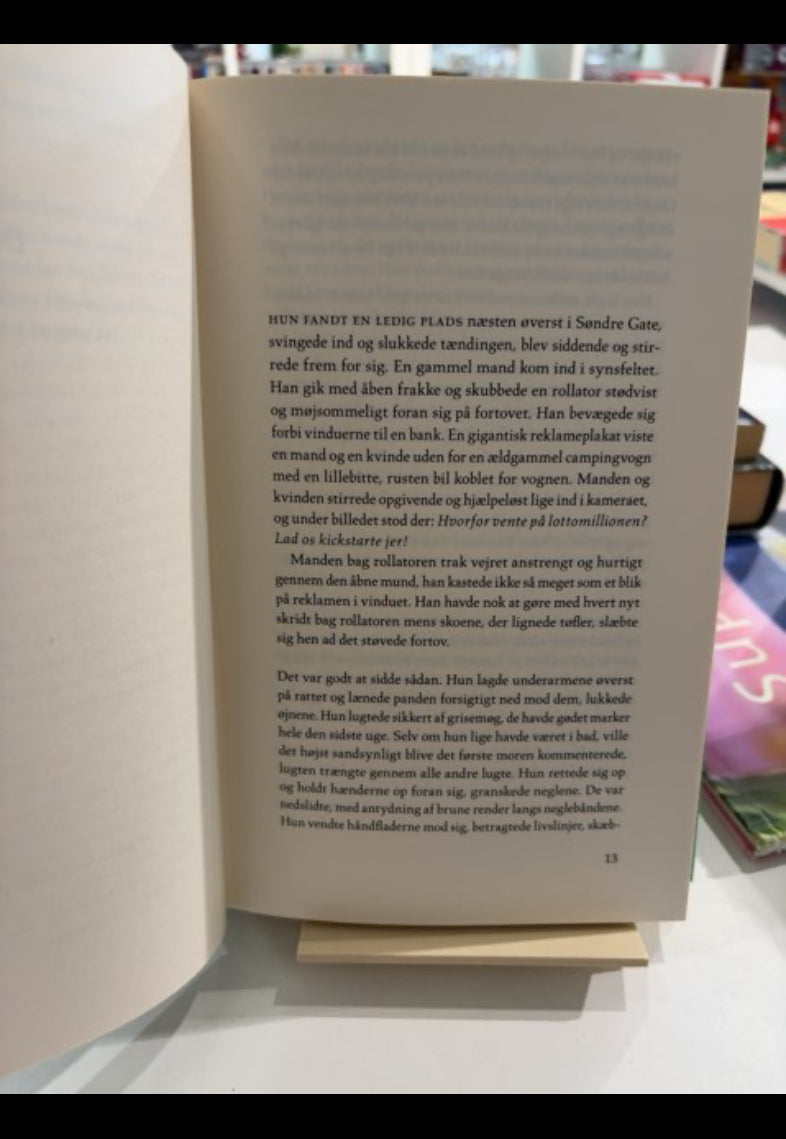 HUN FANDT EN LEDIG PLADS næsten øverst i Søndre Gate,
svingede ind og slukkede tændingen, blev siddende og stir-
rede frem for sig. En gammel mand kom ind i synsfeltet.
Han gik med åben frakke og skubbede en rollator stødvist
og møjsommeligt foran sig på fortovet. Han bevægede sig
forbi vinduerne til en bank. En gigantisk reklameplakat viste
en mand og en kvinde uden for en ældgammel campingvogn
med en lillebitte, rusten bil koblet for vognen. Manden og
kvinden stirrede opgivende og hjælpeløst lige ind i kameraet,
og under billedet stod der: Hvorfor vente på lottomillionen?
Lad os kickstarte jer!
Manden bag rollatoren trak vejret anstrengt og hurtigt
gennem den åbne mund, han kastede ikke så meget som et blik
på reklamen i vinduet. Han havde nok at gøre med hvert nyt
skridt bag rollatoren mens skoene, der lignede tøfler, slæbte
sig hen ad det støvede fortov.
Det var godt at sidde sådan. Hun lagde underarmene øverst
på rattet og lænede panden forsigtigt ned mod dem, lukkede
øjnene. Hun lugtede sikkert af grisemøg, de havde gødet marker
hele den sidste uge. Selv om hun lige havde været i bad, ville
det højst sandsynligt blive det første moren kommenterede,
lugten trængte gennem alle andre lugte. Hun rettede sig op
og holdt hænderne op foran sig, granskede neglene. De var
nedslidte, med antydning af brune render langs neglebåndene.
Hun vendte håndfladerne mod sig, betragtede livslinjer, skæb-
13